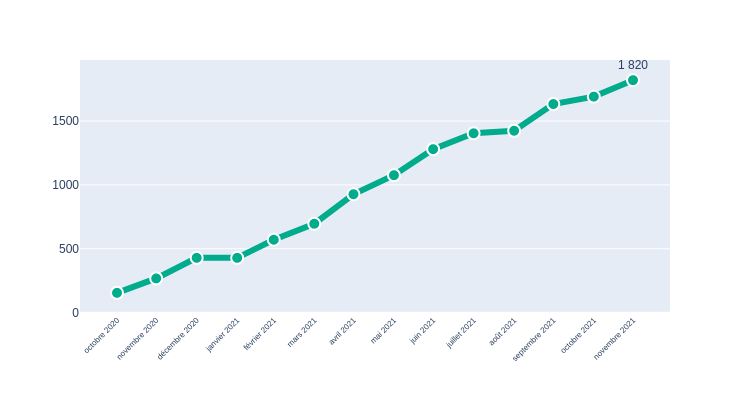 1 820
1500
1000
500
0
octobre 2020
novembre 2020
décembre 2020
janvier 2021
février 2021
mars 2021
avril 2021
mai 2021
juin 2021
juillet 2021
août 2021
septembre 2021
octobre 2021
novembre 2021